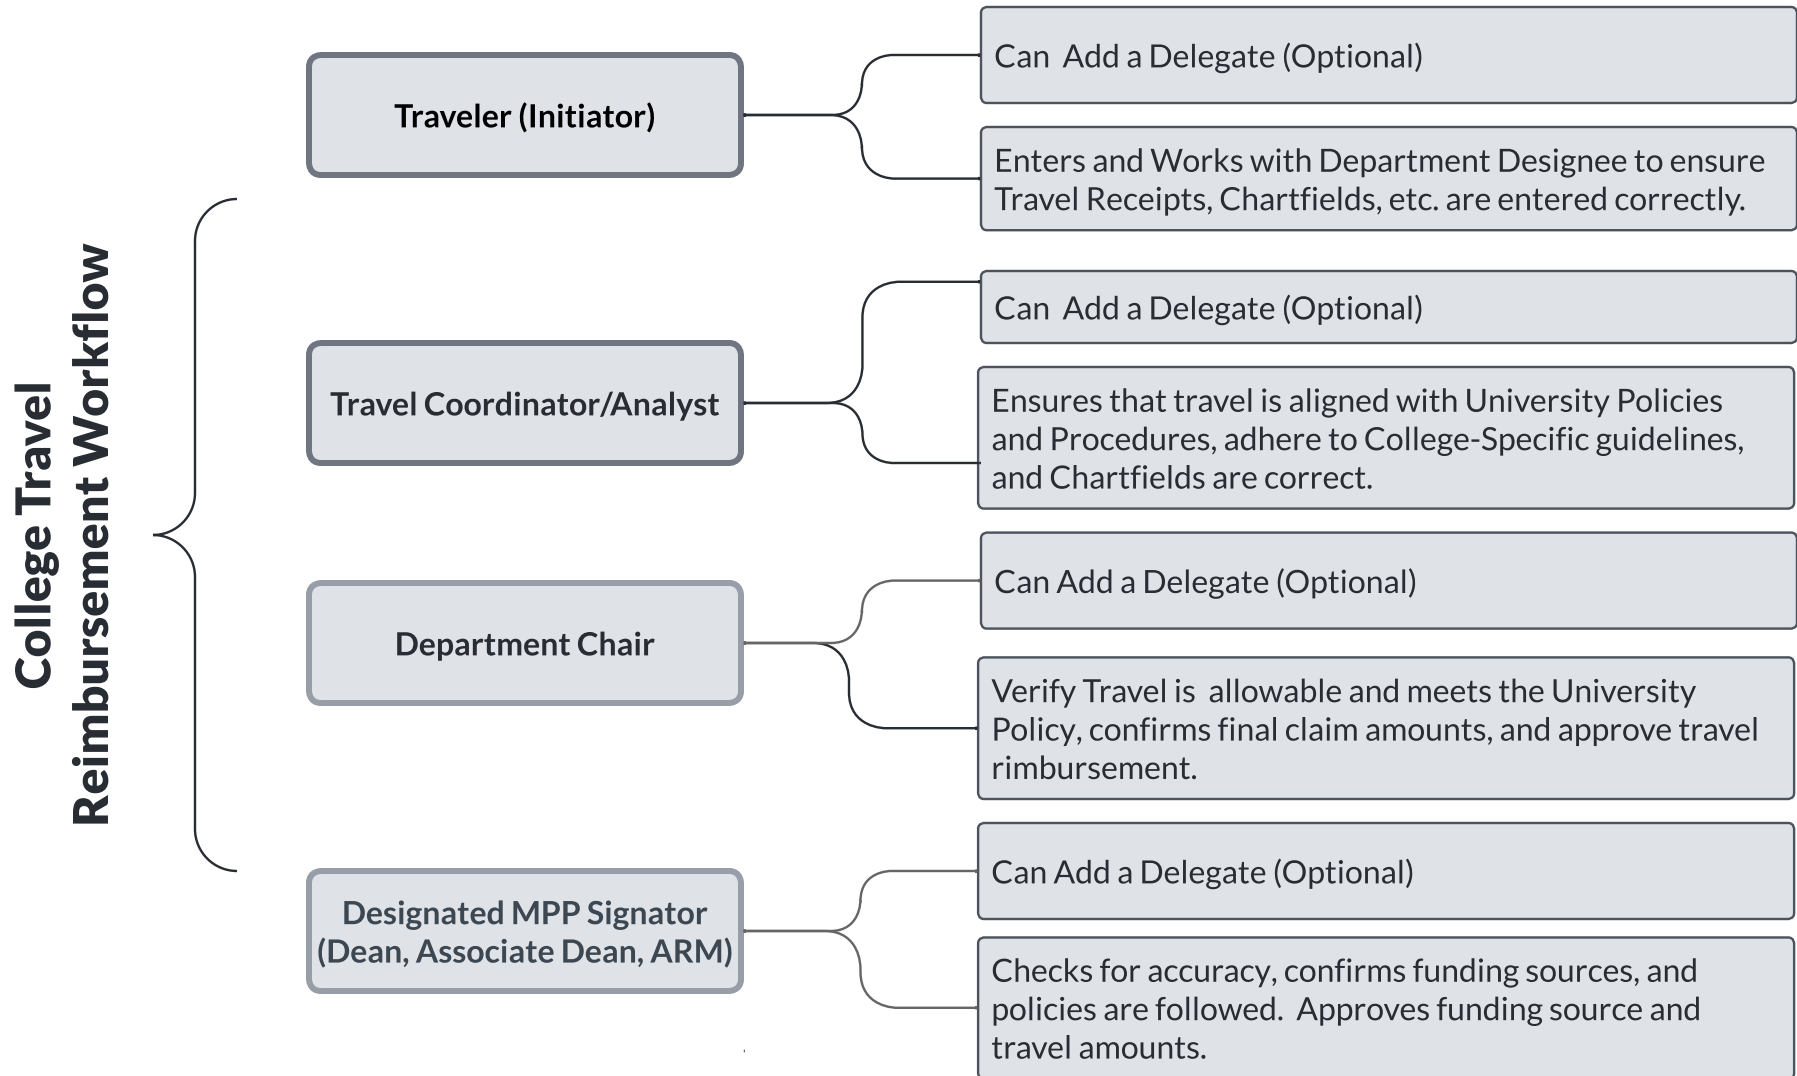 College Travel
Reimbursement Workflow
Traveler (Initiator)
Can  Add a Delegate (Optional)
Enters and Works with Department Designee to ensure
Travel Receipts, Chartfields, etc. are entered correctly.
Travel Coordinator/Analyst
Can  Add a Delegate (Optional)
Ensures that travel is aligned with University Policies
and Procedures, adhere to College-Specific guidelines,
and Chartfields are correct.
Department Chair
Can Add a Delegate (Optional)
Verify Travel is  allowable and meets the University
Policy, confirms final claim amounts, and approve travel
rimbursement.
Designated MPP Signator
(Dean, Associate Dean, ARM)
Can Add a Delegate (Optional)
Checks for accuracy, confirms funding sources, and
policies are followed.  Approves funding source and
travel amounts.